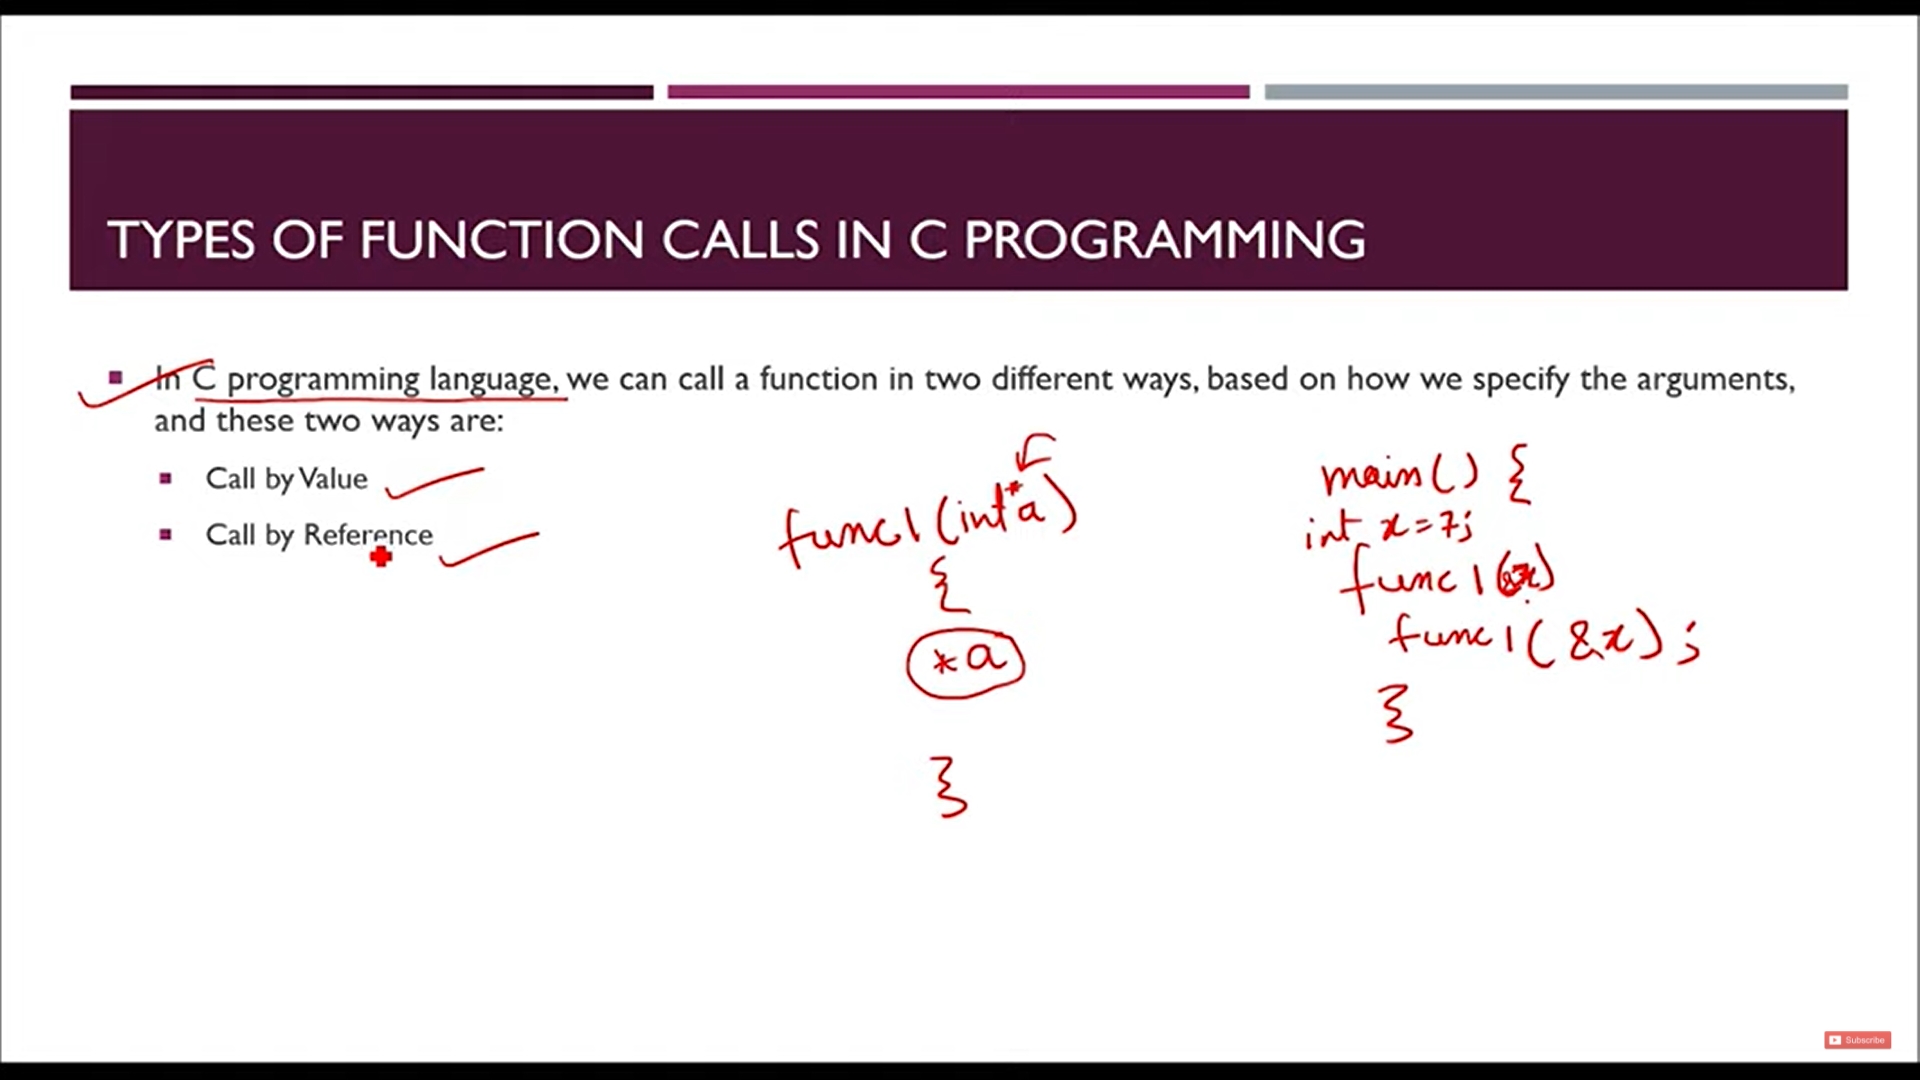 TYPES OF FUNCTION CALLS IN C PROGRAMMING
In C programming language, we can call a function in two different ways, based on how we specify the arguments,
and these two ways are:
Call by Value
Call by Reference
func1(int*a)
{
*a
}
main() {
int x=7;
func1(
func1(&x);
}
Subscribe